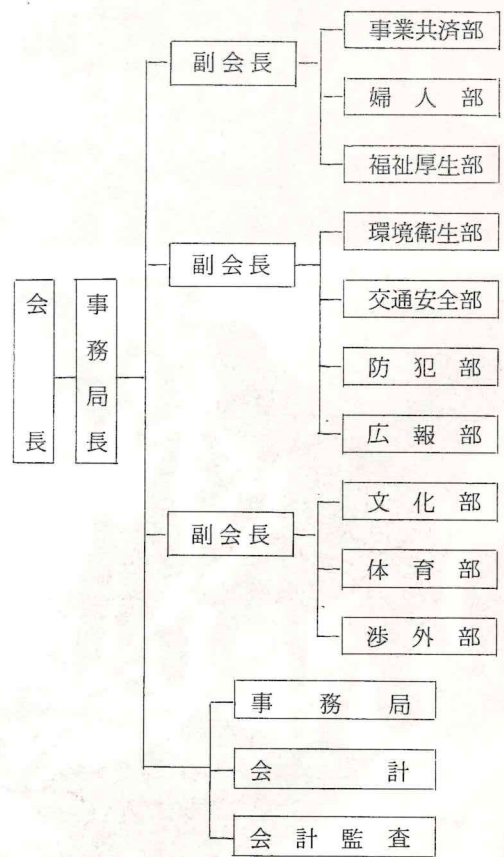 会長
事務局長
副会長
事業共済部
婦人部
福祉厚生部
副会長
環境衛生部
交通安全部
防犯部
広報部
副会長
文化部
体育部
渉外部
事務局
会計
会計監査